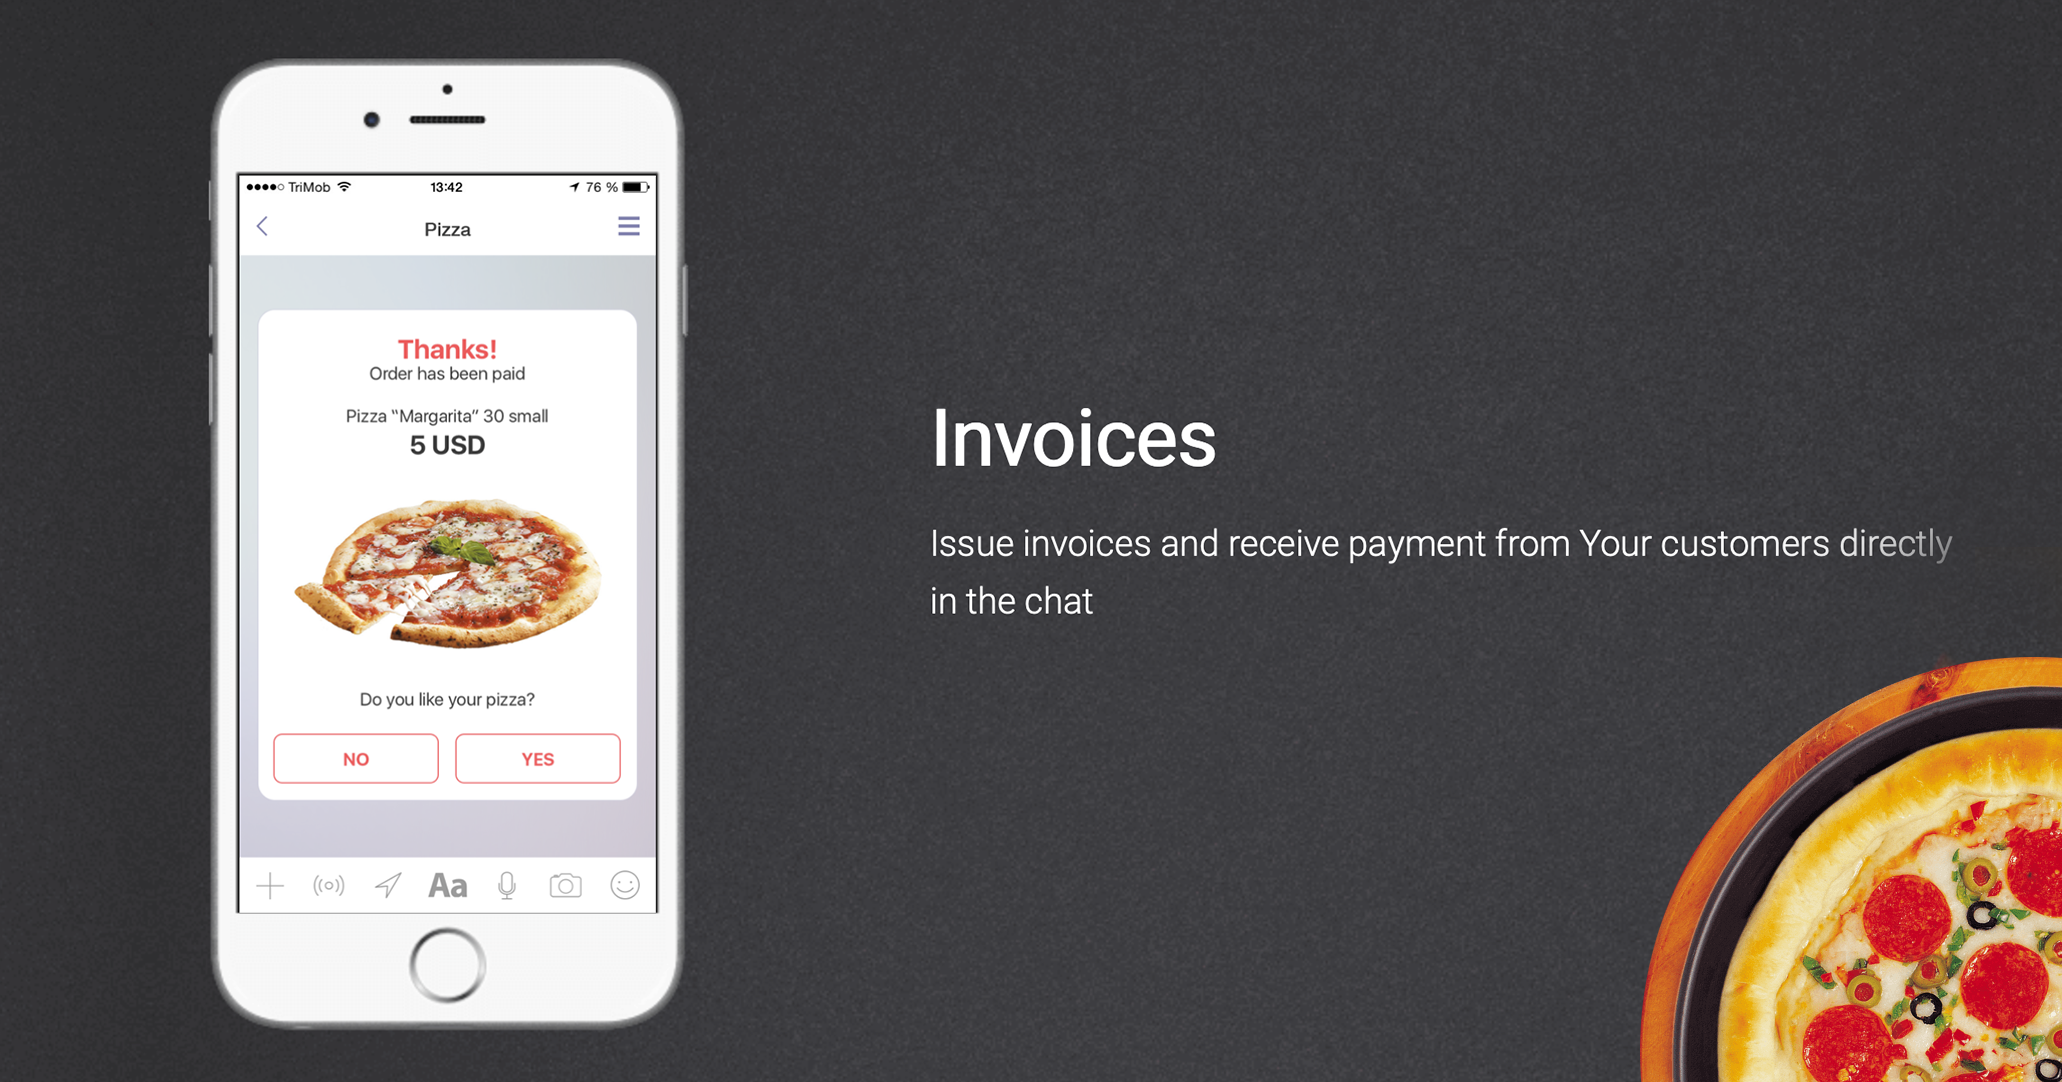 TriMob 13:42 76 %
Pizza
Thanks!
Order has been paid
Pizza “Margarita” 30 small
5 USD
Do you like your pizza?
NO YES
Aa
Invoices
Issue invoices and receive payment from Your customers directly
in the chat